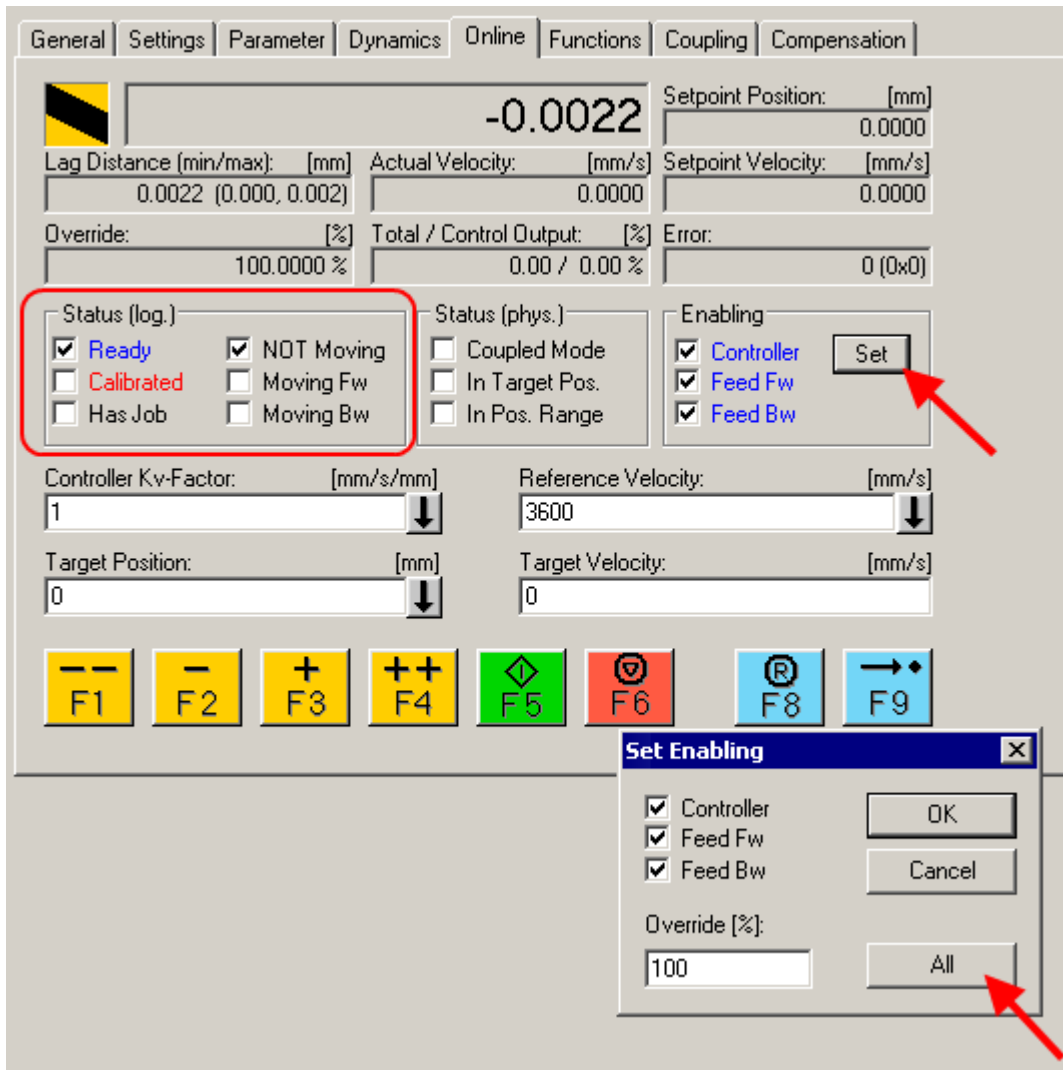 General Settings Parameter Dynamics Online Functions Coupling Compensation
-0.0022
Setpoint Position: [mm]
0.0000
Lag Distance (min/max): [mm] Actual Velocity: [mm/s] Setpoint Velocity: [mm/s]
0.0022 (0.000, 0.002) 0.0000 0.0000
Override: [%] Total / Control Output: [%] Error:
100.0000 % 0.00 / 0.00 % 0 (0x0)
Status (log.) Status (phys.) Enabling
Ready NOT Moving Coupled Mode Controller Set
Calibrated Moving Fw In Target Pos. Feed Fw
Has Job Moving Bw In Pos. Range Feed Bw
Controller Kv-Factor: [mm/s/mm] Reference Velocity: [mm/s]
1 3600
Target Position: [mm] Target Velocity: [mm/s]
0 0
-- - + ++ R
F1 F2 F3 F4 F5 F6 F8 F9
Set Enabling
Controller OK
Feed Fw
Feed Bw Cancel
Override [%]:
100 All